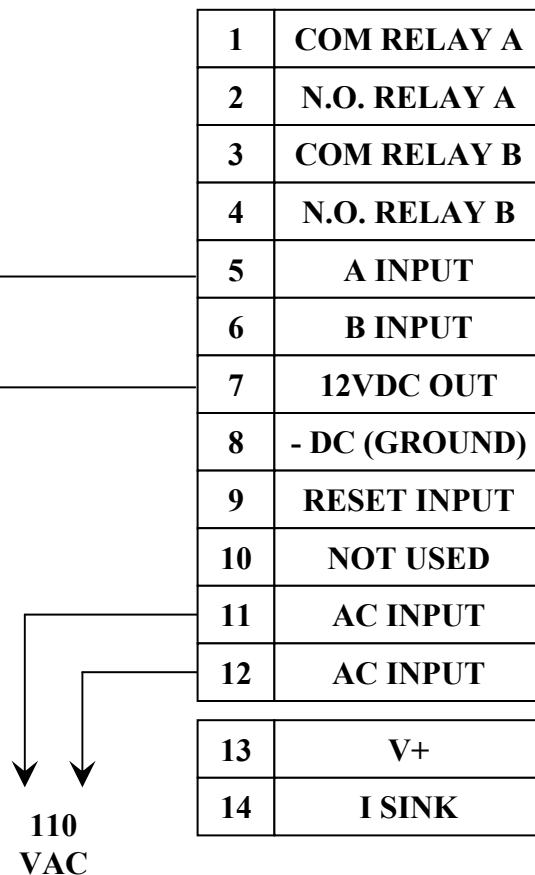 1 COM RELAY A
2 N.O. RELAY A
3 COM RELAY B
4 N.O. RELAY B
5 A INPUT
6 B INPUT
7 12VDC OUT
8 - DC (GROUND)
9 RESET INPUT
10 NOT USED
11 AC INPUT
12 AC INPUT
13 V+
14 I SINK
110
VAC